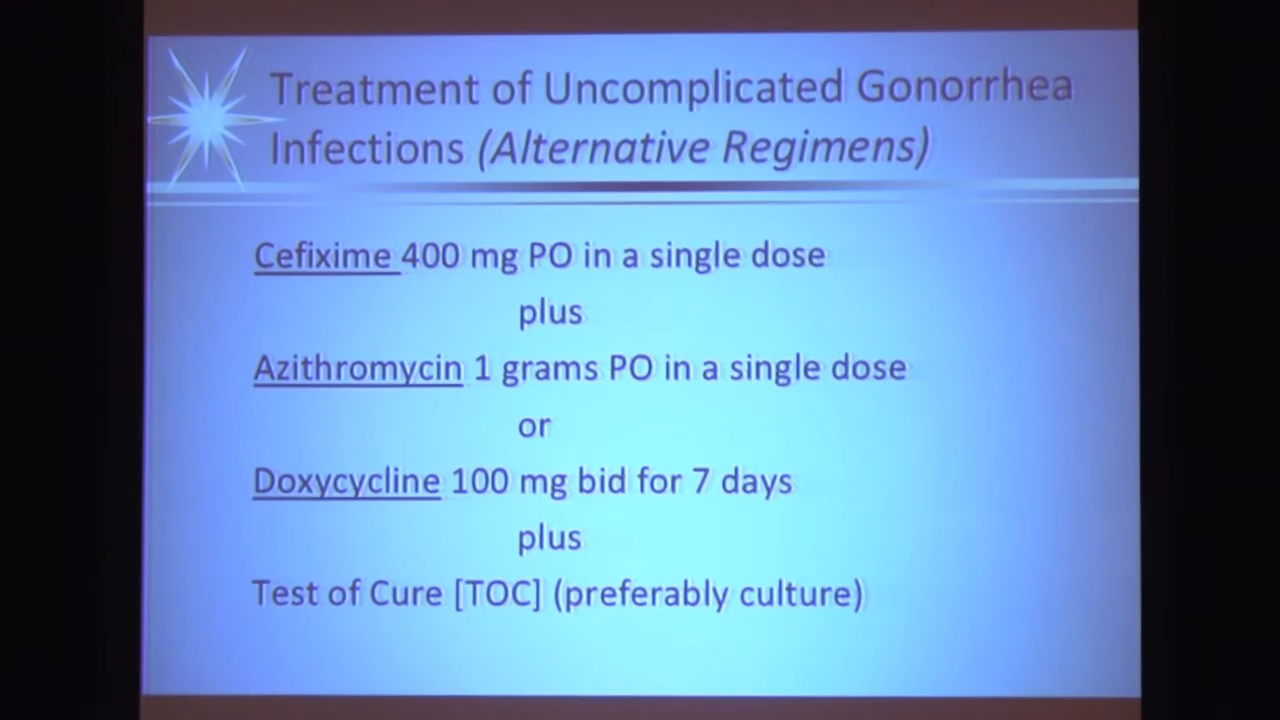 Treatment of Uncomplicated Gonorrhea
Infections (Alternative Regimens)
Cefixime 400 mg PO in a single dose
plus
Azithromycin 1 grams PO in a single dose
or
Doxycycline 100 mg bid for 7 days
plus
Test of Cure [TOC] (preferably culture)